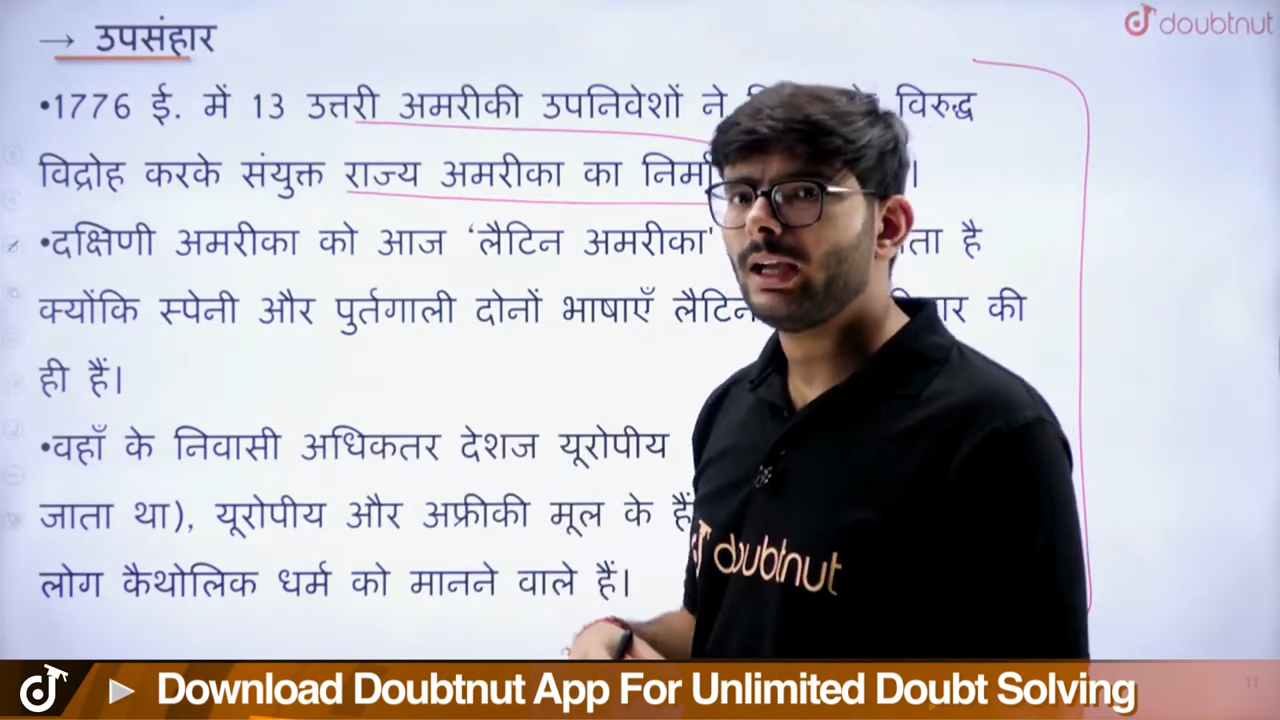 → उपसंहार
doubtnut
•1776 ई. में 13 उत्तरी अमरीकी उपनिवेशों ने विरुद्ध
विद्रोह करके संयुक्त राज्य अमरीका का
•दक्षिणी अमरीका को आज ‘लैटिन अमरीका' है
क्योंकि स्पेनी और पुर्तगाली दोनों भाषाएँ की
ही हैं।
•वहाँ के निवासी अधिकतर देशज यूरोपीय
जाता था), यूरोपीय और अफ्रीकी मूल के
लोग कैथोलिक धर्म को मानने वाले हैं।
doubtnut
Download Doubtnut App For Unlimited Doubt Solving
11